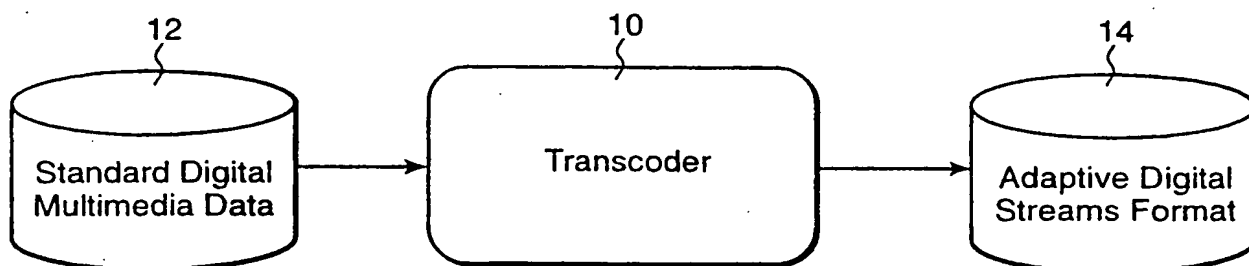 12
10
14
Standard Digital
Multimedia Data
Transcoder
Adaptive Digital
Streams Format